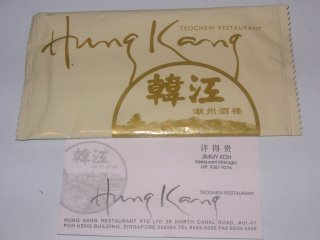 TEOCHEW RESTAURANT
Hung Kang
韓江
潮州酒楼
许得贵
JIMMY KOH
Restaurant Manager
韓江
TEOCHEW RESTAURANT
Hung Kang
HUNG KANG RESTAURANT PTE LTD 28 NORTH CANAL ROAD, #01-01
POH HENG BUILDING, SINGAPORE